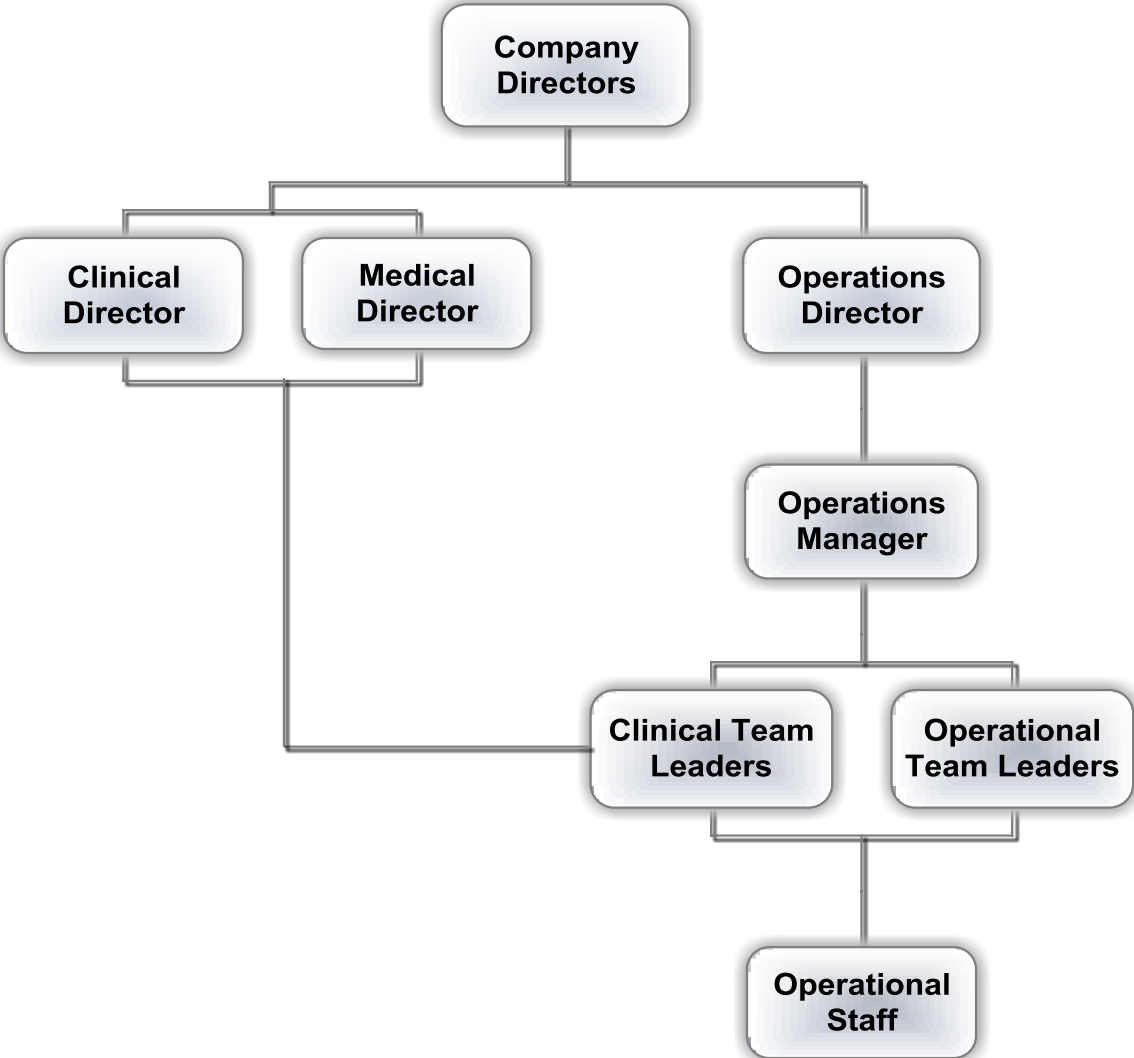 Company
Directors
Clinical
Director
Medical
Director
Operations
Director
Operations
Manager
Clinical Team
Leaders
Operational
Team Leaders
Operational
Staff